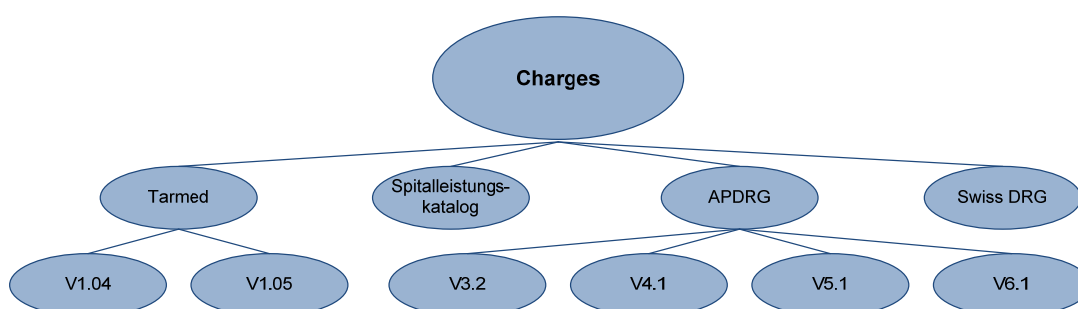 Charges
Tarmed
Spitalleistungs-
katalog
APDRG
Swiss DRG
V1.04
V1.05
V3.2
V4.1
V5.1
V6.1